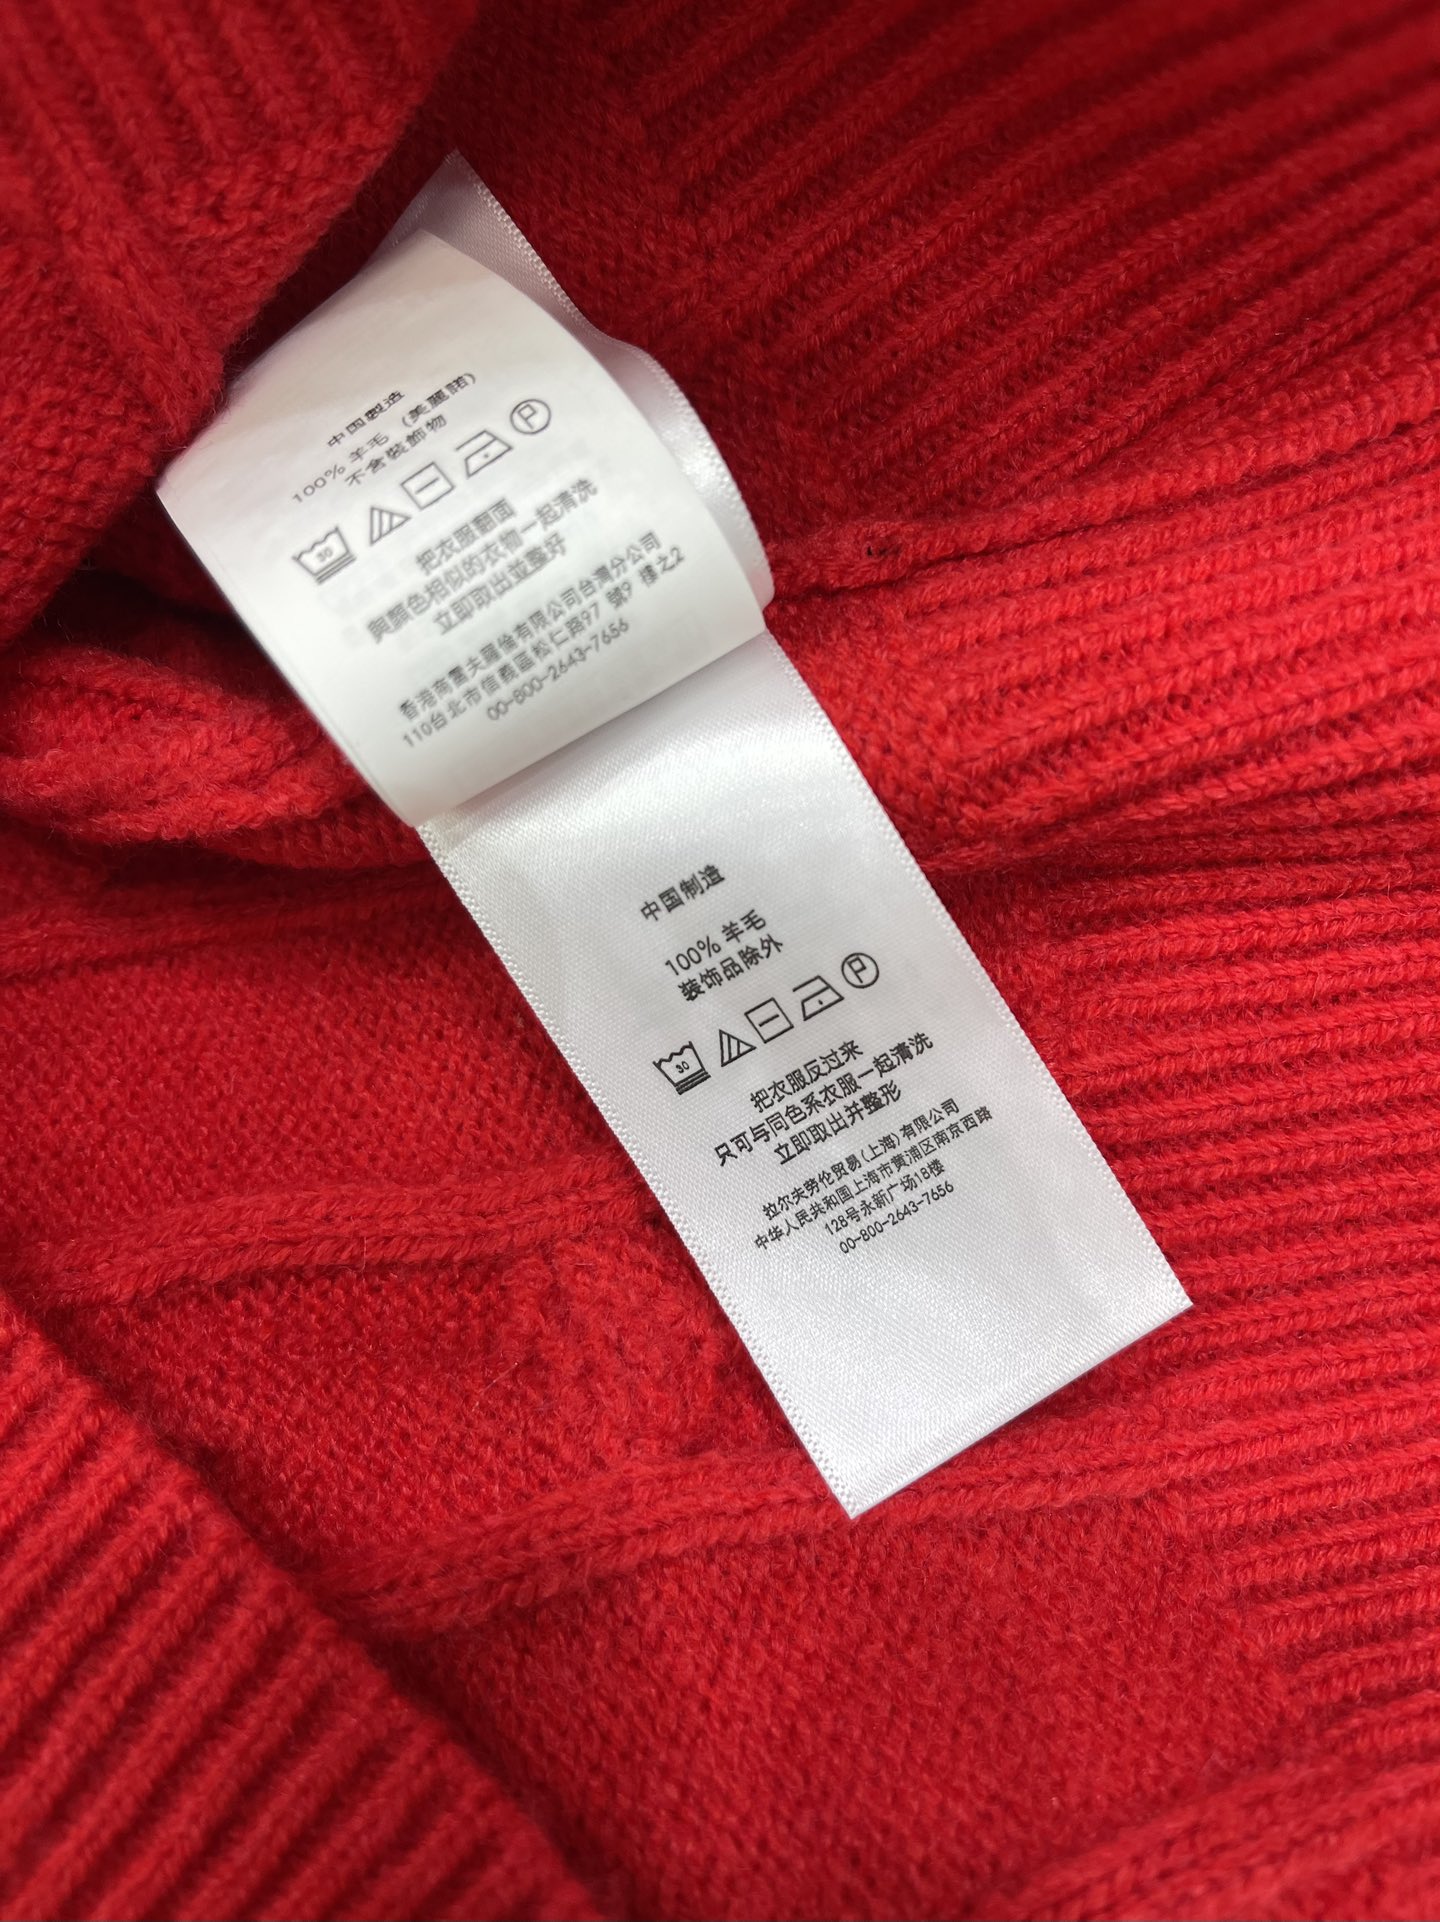 中国製造
100% 羊毛 (美麗諾)
不含裝飾物
30 P
把衣服翻面
與顏色相似的衣物一起清洗
立即取出並整好
香港商雷夫羅倫有限公司台灣分公司
110台北市信義區松仁路97 號9 樓之2
00-800-2643-7656
中国制造
100% 羊毛
装饰品除外
30 P
把衣服反过来
只可与同色系衣服一起清洗
立即取出并整形
拉尔夫劳伦贸易(上海)有限公司
中华人民共和国上海市黄浦区南京西路
128号永新广场18楼
00-800-2643-7656